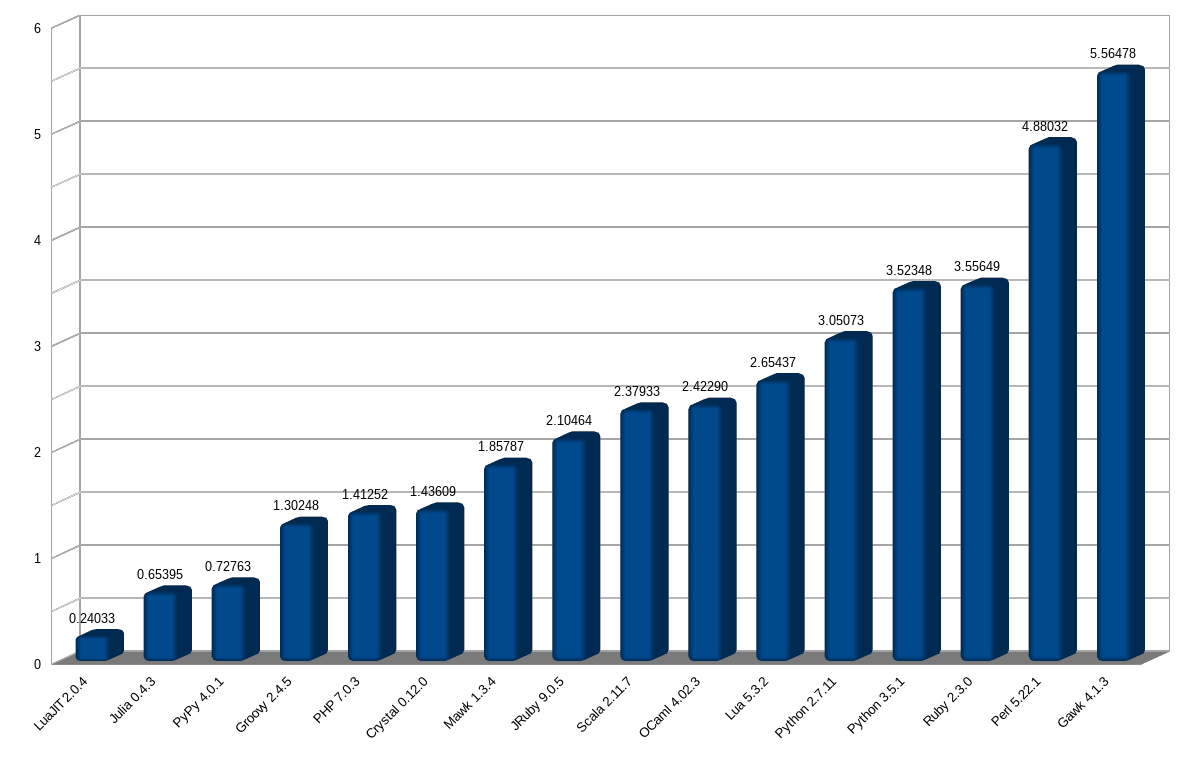 6
5
4
3
2
1
0
0.24033
0.65395
0.72763
1.30248
1.41252
1.43609
1.85787
2.10464
2.37933
2.42290
2.65437
3.05073
3.52348
3.55649
4.88032
5.56478
LuaJIT 2.0.4
Julia 0.4.3
PyPy 4.0.1
Groovy 2.4.5
PHP 7.0.3
Crystal 0.12.0
Mawk 1.3.4
JRuby 9.0.5
Scala 2.11.7
OCaml 4.02.3
Lua 5.3.2
Python 2.7.11
Python 3.5.1
Ruby 2.3.0
Perl 5.22.1
Gawk 4.1.3